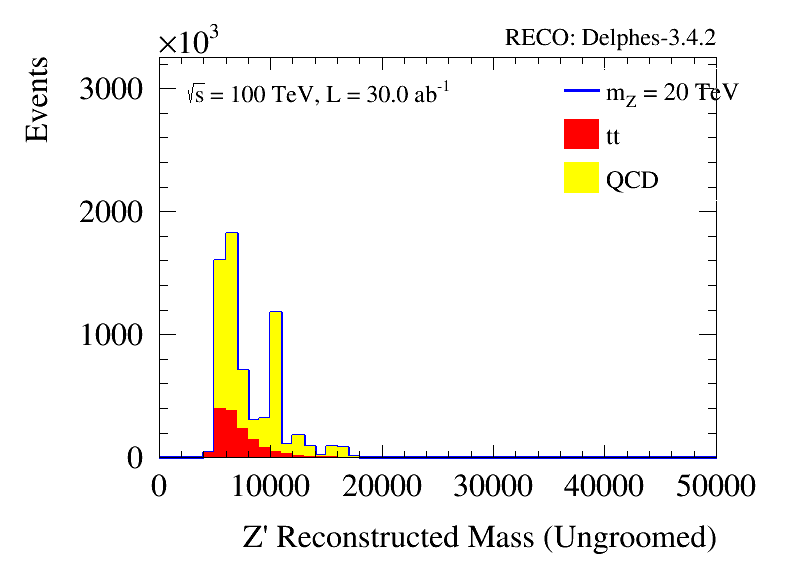 ×10³
RECO: Delphes-3.4.2
Events
3000
2000
1000
0
√s = 100 TeV, L = 30.0 ab⁻¹
m_Z = 20 TeV
tt
QCD
0 10000 20000 30000 40000 50000
Z' Reconstructed Mass (Ungroomed)